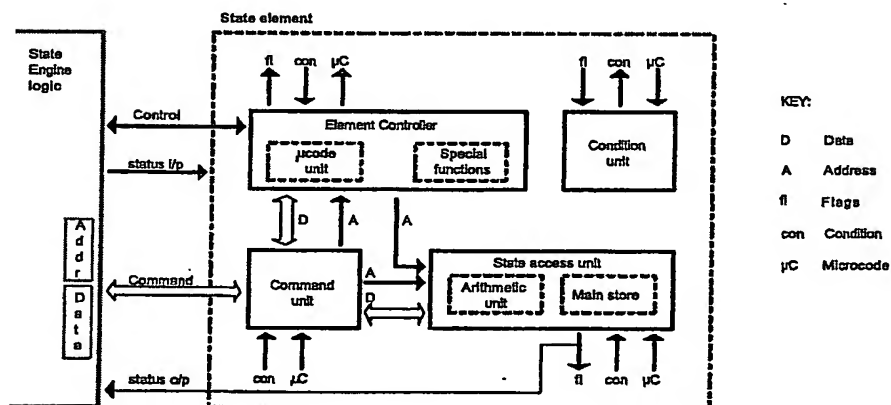 State element
State
Engine
logic
fl con µC
fl con µC
Control
Element Controller
µcode
unit
Special
functions
Condition
unit
status i/p
D A A
Addr
Data
Command
Command
unit
A
D
State access unit
Arithmetic
unit
Main store
con µC
fl con µC
status o/p
KEY:
D Data
A Address
fl Flags
con Condition
µC Microcode